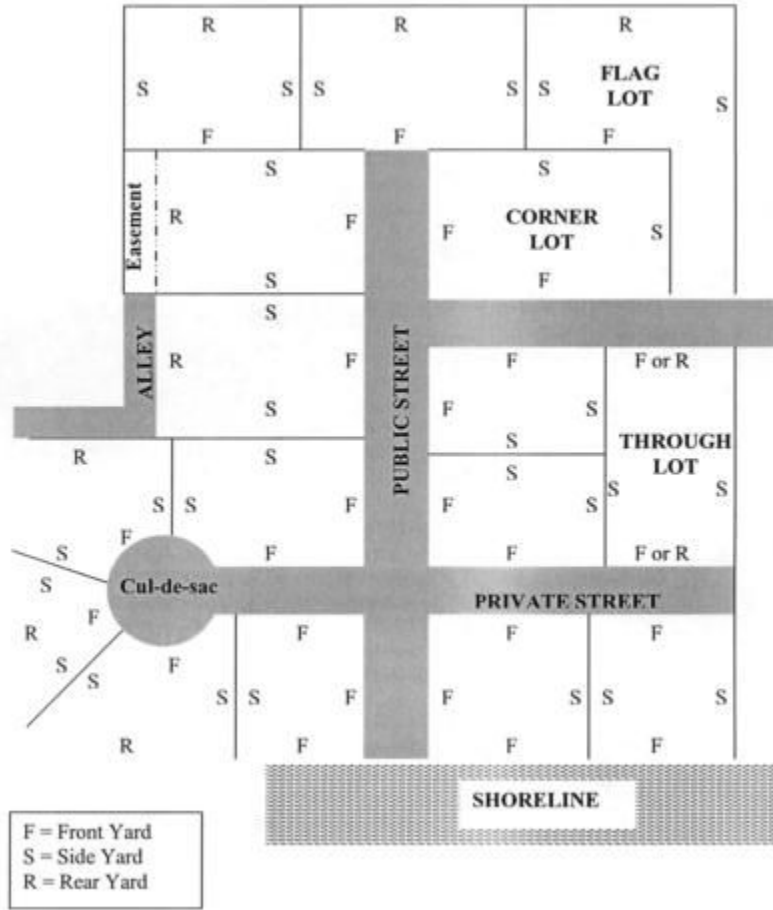 R R R
FLAG
LOT
S S S S S S
F F F
S S
Easement
R F F CORNER
LOT S
S F
S
PUBLIC STREET
ALLEY
R F F F or R
S F S
S THROUGH
LOT
R S S
S S
S S F F S
F
S F F F or R
S Cul-de-sac
PRIVATE STREET
F
R F F F
S F
S
S S F F S S S
R F F F
SHORELINE
F = Front Yard
S = Side Yard
R = Rear Yard